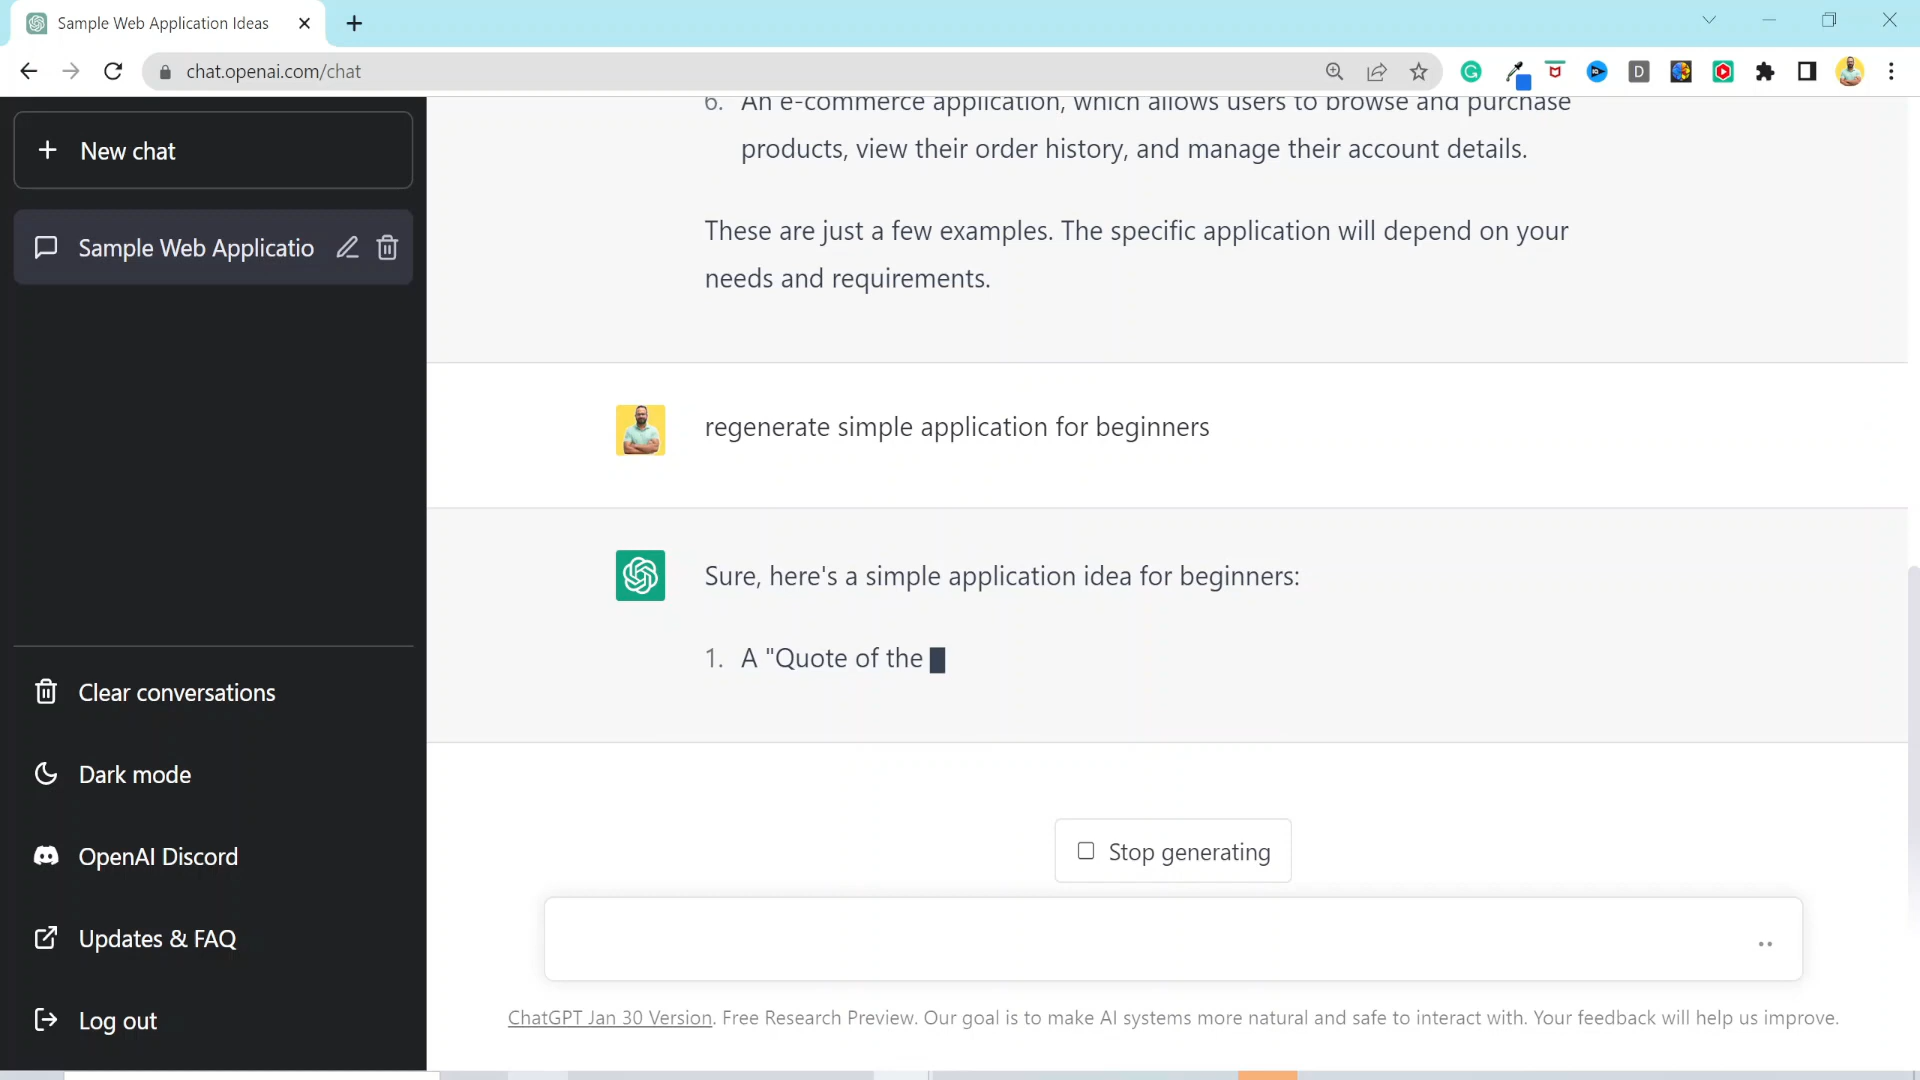 Sample Web Application Ideas
chat.openai.com/chat
New chat
Sample Web Applicatio
6. An e-commerce application, which allows users to browse and purchase
products, view their order history, and manage their account details.
These are just a few examples. The specific application will depend on your
needs and requirements.
regenerate simple application for beginners
Sure, here's a simple application idea for beginners:
1. A "Quote of the
Clear conversations
Dark mode
OpenAI Discord
Updates & FAQ
Log out
Stop generating
ChatGPT Jan 30 Version. Free Research Preview. Our goal is to make AI systems more natural and safe to interact with. Your feedback will help us improve.